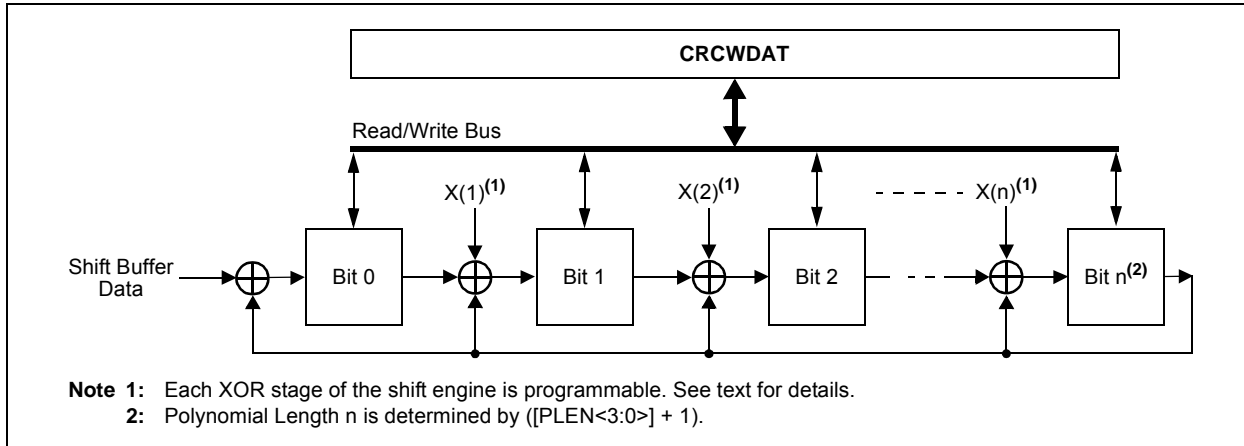 CRCWDAT
Read/Write Bus
X(1)(1)
X(2)(1)
X(n)(1)
Shift Buffer
Data
Bit 0
Bit 1
Bit 2
Bit n(2)
Note 1: Each XOR stage of the shift engine is programmable. See text for details.
2: Polynomial Length n is determined by ([PLEN<3:0>] + 1).